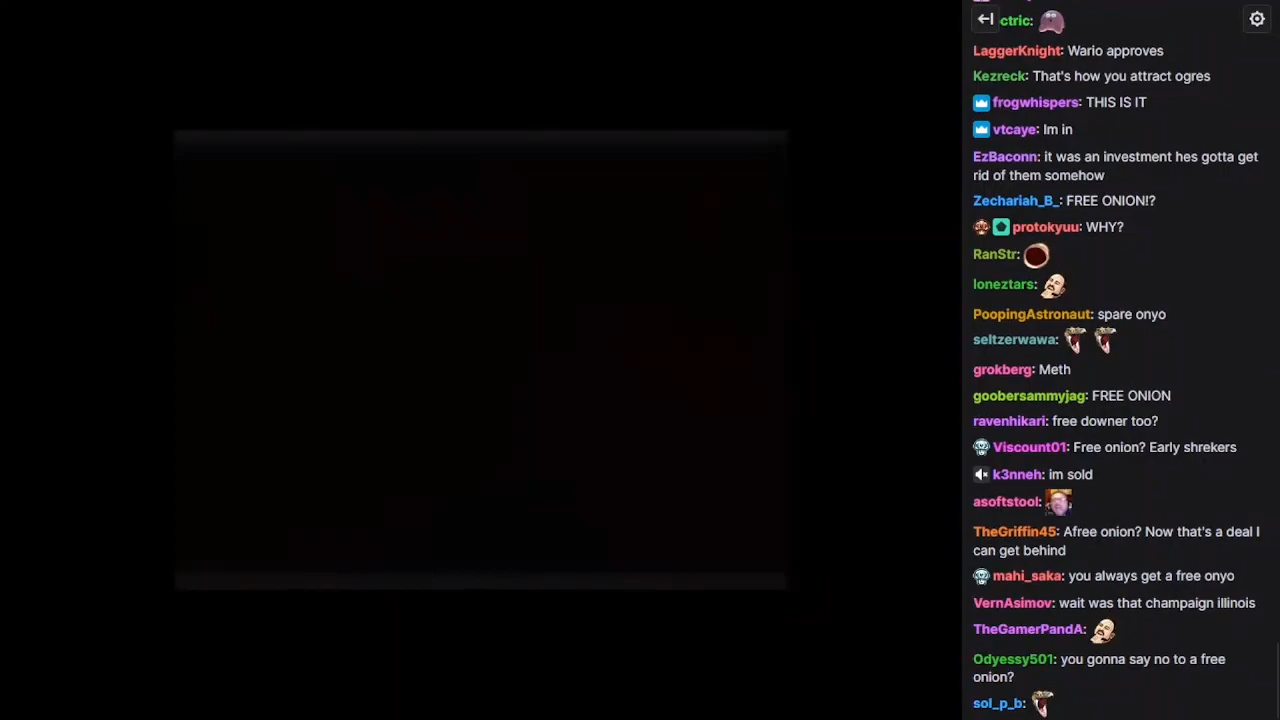 ctric:
LaggerKnight: Wario approves
Kezreck: That's how you attract ogres
frogwhispers: THIS IS IT
vtcaye: Im in
EzBaconn: it was an investment hes gotta get
rid of them somehow
Zechariah_B_: FREE ONION!?
protokyuu: WHY?
RanStr:
loneztars:
PoopingAstronaut: spare onyo
seltzerwawa:
grokberg: Meth
goobersammyjag: FREE ONION
ravenhikari: free downer too?
Viscount01: Free onion? Early shrekers
k3nneh: im sold
asoftstool:
TheGriffin45: Afree onion? Now that's a deal I
can get behind
mahi_saka: you always get a free onyo
VernAsimov: wait was that champaign illinois
TheGamerPandA:
Odyessy501: you gonna say no to a free
onion?
sol_p_b: